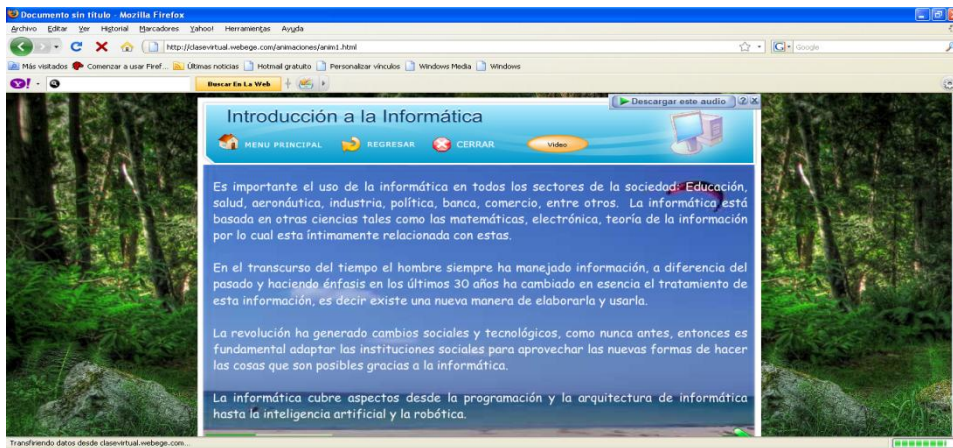 Documento sin título - Mozilla Firefox
Archivo Editar Ver Historial Marcadores Yahoo! Herramientas Ayuda
http://clasevirtual.webege.com/animaciones/anim1.html
G Google
Más visitados Comenzar a usar Firef... Últimas noticias Hotmail gratuito Personalizar vínculos Windows Media Windows
Y! Buscar En La Web
Descargar este audio
Introducción a la Informática
MENU PRINCIPAL REGRESAR CERRAR Video
Es importante el uso de la informática en todos los sectores de la sociedad: Educación,
salud, aeronáutica, industria, política, banca, comercio, entre otros. La informática está
basada en otras ciencias tales como las matemáticas, electrónica, teoría de la información
por lo cual esta íntimamente relacionada con estas.
En el transcurso del tiempo el hombre siempre ha manejado información, a diferencia del
pasado y haciendo énfasis en los últimos 30 años ha cambiado en esencia el tratamiento de
esta información, es decir existe una nueva manera de elaborarla y usarla.
La revolución ha generado cambios sociales y tecnológicos, como nunca antes, entonces es
fundamental adaptar las instituciones sociales para aprovechar las nuevas formas de hacer
las cosas que son posibles gracias a la informática.
La informática cubre aspectos desde la programación y la arquitectura de informática
hasta la inteligencia artificial y la robótica.
Transfiriendo datos desde clasevirtual.webege.com...